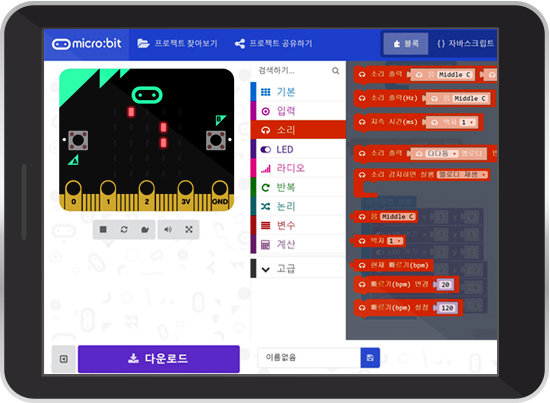 micro:bit 프로젝트 찾아보기 프로젝트 공유하기 블록 {} 자바스크립트
검색하기...
기본
입력
소리
LED
라디오
반복
논리
변수
계산
고급
소리 출력 음 Middle C
소리 출력(Hz) 음 Middle C
지속 시간(ms) 박자 1
소리 출력 다다둠 멜로디 반
소리 감지하면 실행 멜로디 재생
음 Middle C
박자 1
현재 빠르기(bpm)
빠르기(bpm) 변경 20
빠르기(bpm) 설정 120
A
B
0 1 2 3V GND
다운로드
이름없음